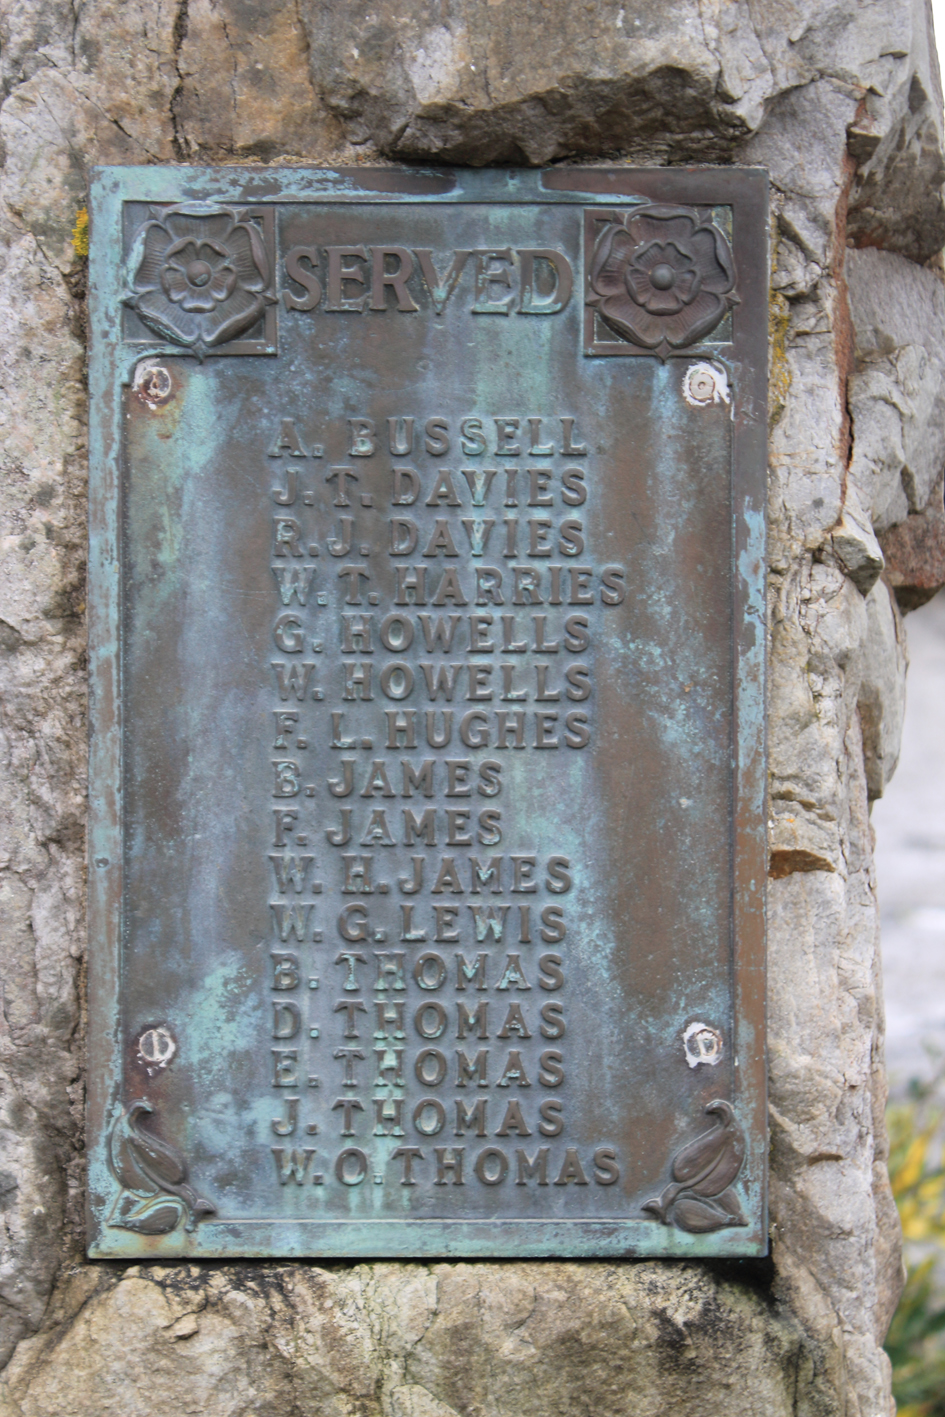 SERVED
A. BUSSELL
J. T. DAVIES
R. J. DAVIES
W. T. HARRIES
G. HOWELLS
W. HOWELLS
F. L. HUGHES
B. JAMES
F. JAMES
W. H. JAMES
W. G. LEWIS
B. THOMAS
D. THOMAS
E. THOMAS
J. THOMAS
W. O. THOMAS